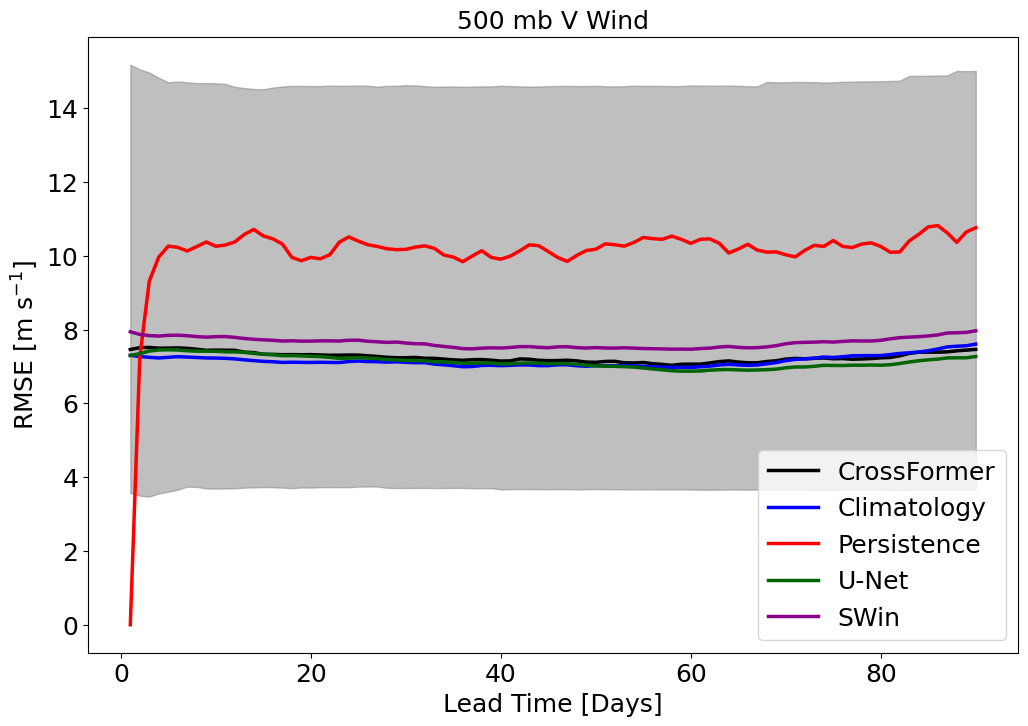 500 mb V Wind
RMSE [m s⁻¹]
14
12
10
8
6
4
2
0
0 20 40 60 80
Lead Time [Days]
CrossFormer
Climatology
Persistence
U-Net
SWin